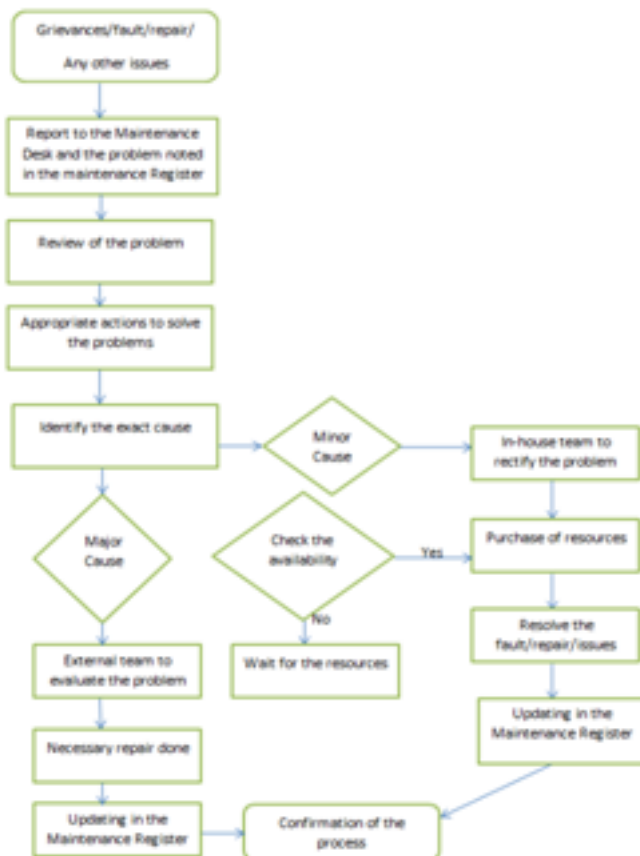 Grievances/fault/repair/
Any other issues
Report to the Maintenance
Desk and the problem noted
in the maintenance Register
Review of the problem
Appropriate actions to solve
the problems
Identify the exact cause
Minor
Cause
In-house team to
rectify the problem
Major
Cause
Check the
availability
Yes
Purchase of resources
No
Resolve the
fault/repair/issues
External team to
evaluate the problem
Wait for the resources
Updating in the
Maintenance Register
Necessary repair done
Updating in the
Maintenance Register
Confirmation of the
process